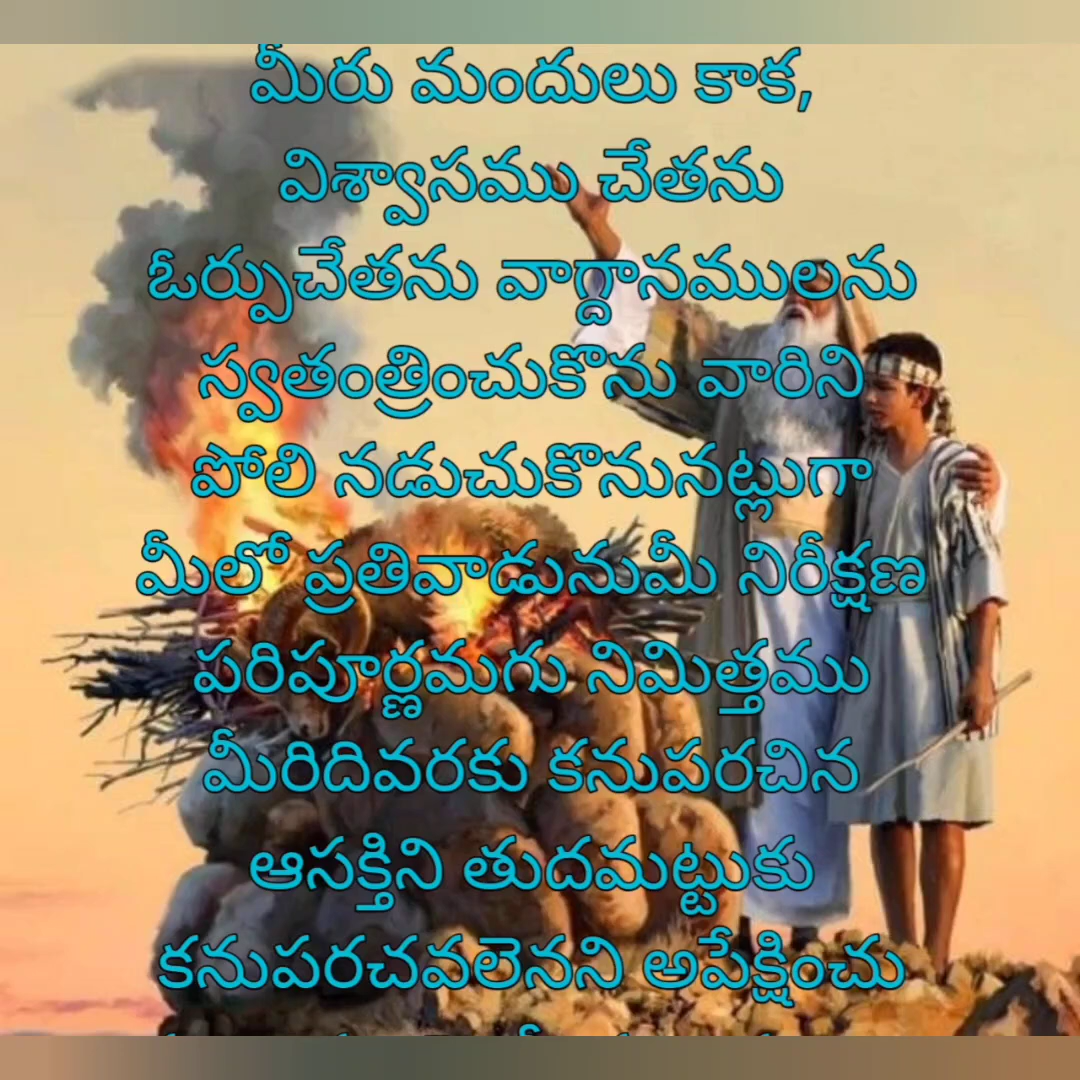 మీరు మందులు కాక,
విశ్వాసము చేతను
ఓర్పుచేతను వాగ్దానములను
స్వతంత్రించుకొను వారిని
పోలి నడుచుకొనునట్లుగా
మీలో ప్రతివాడునుమీ నిరీక్షణ
పరిపూర్ణమగు నిమిత్తము
మీరిదివరకు కనుపరచిన
ఆసక్తిని తుదమట్టుకు
కనుపరచవలెనని అపేక్షించు